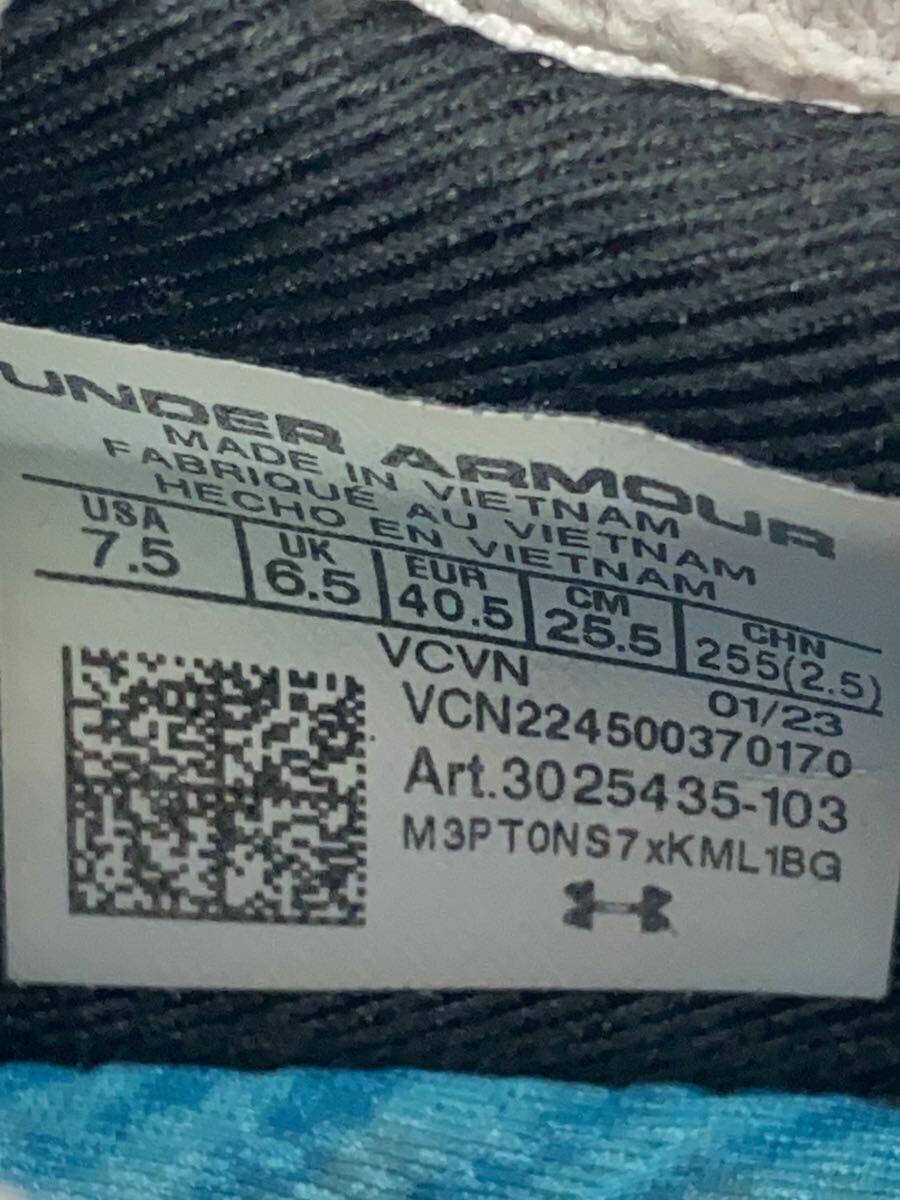 UNDER ARMOUR
MADE IN VIETNAM
FABRIQUÉ AU VIETNAM
HECHO EN VIETNAM
USA UK EUR CM CHN
7.5 6.5 40.5 25.5 255(2.5)
VCVN 01/23
VCN224500370170
Art.3025435-103
M3PT0NS7xKML1BG